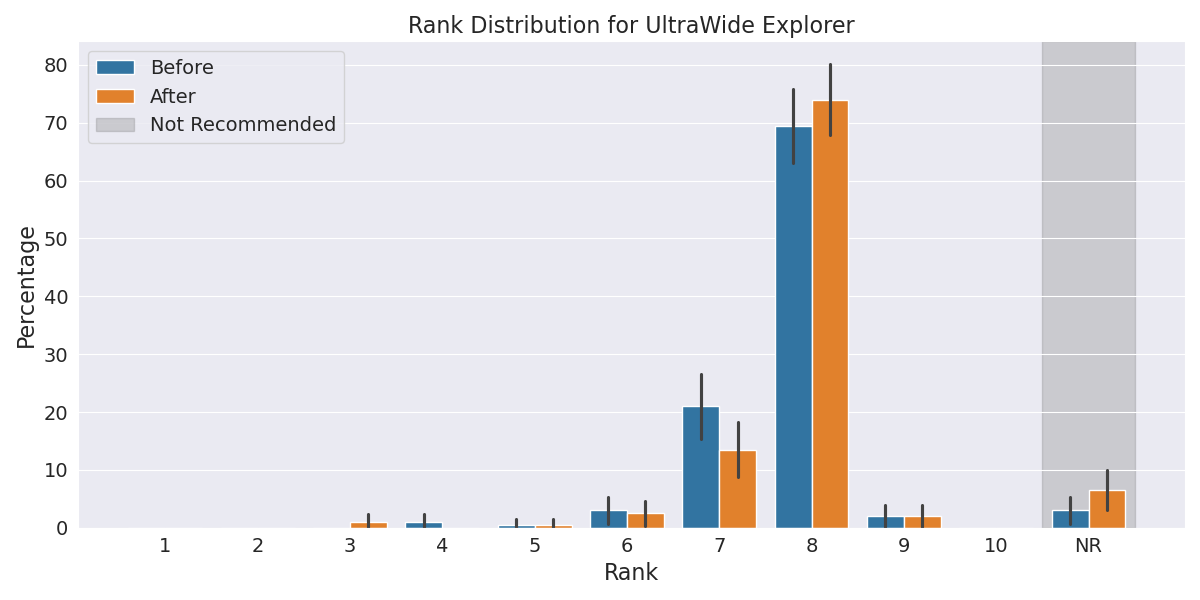 Rank Distribution for UltraWide Explorer
Before
After
Not Recommended
Percentage
80
70
60
50
40
30
20
10
0
1 2 3 4 5 6 7 8 9 10 NR
Rank